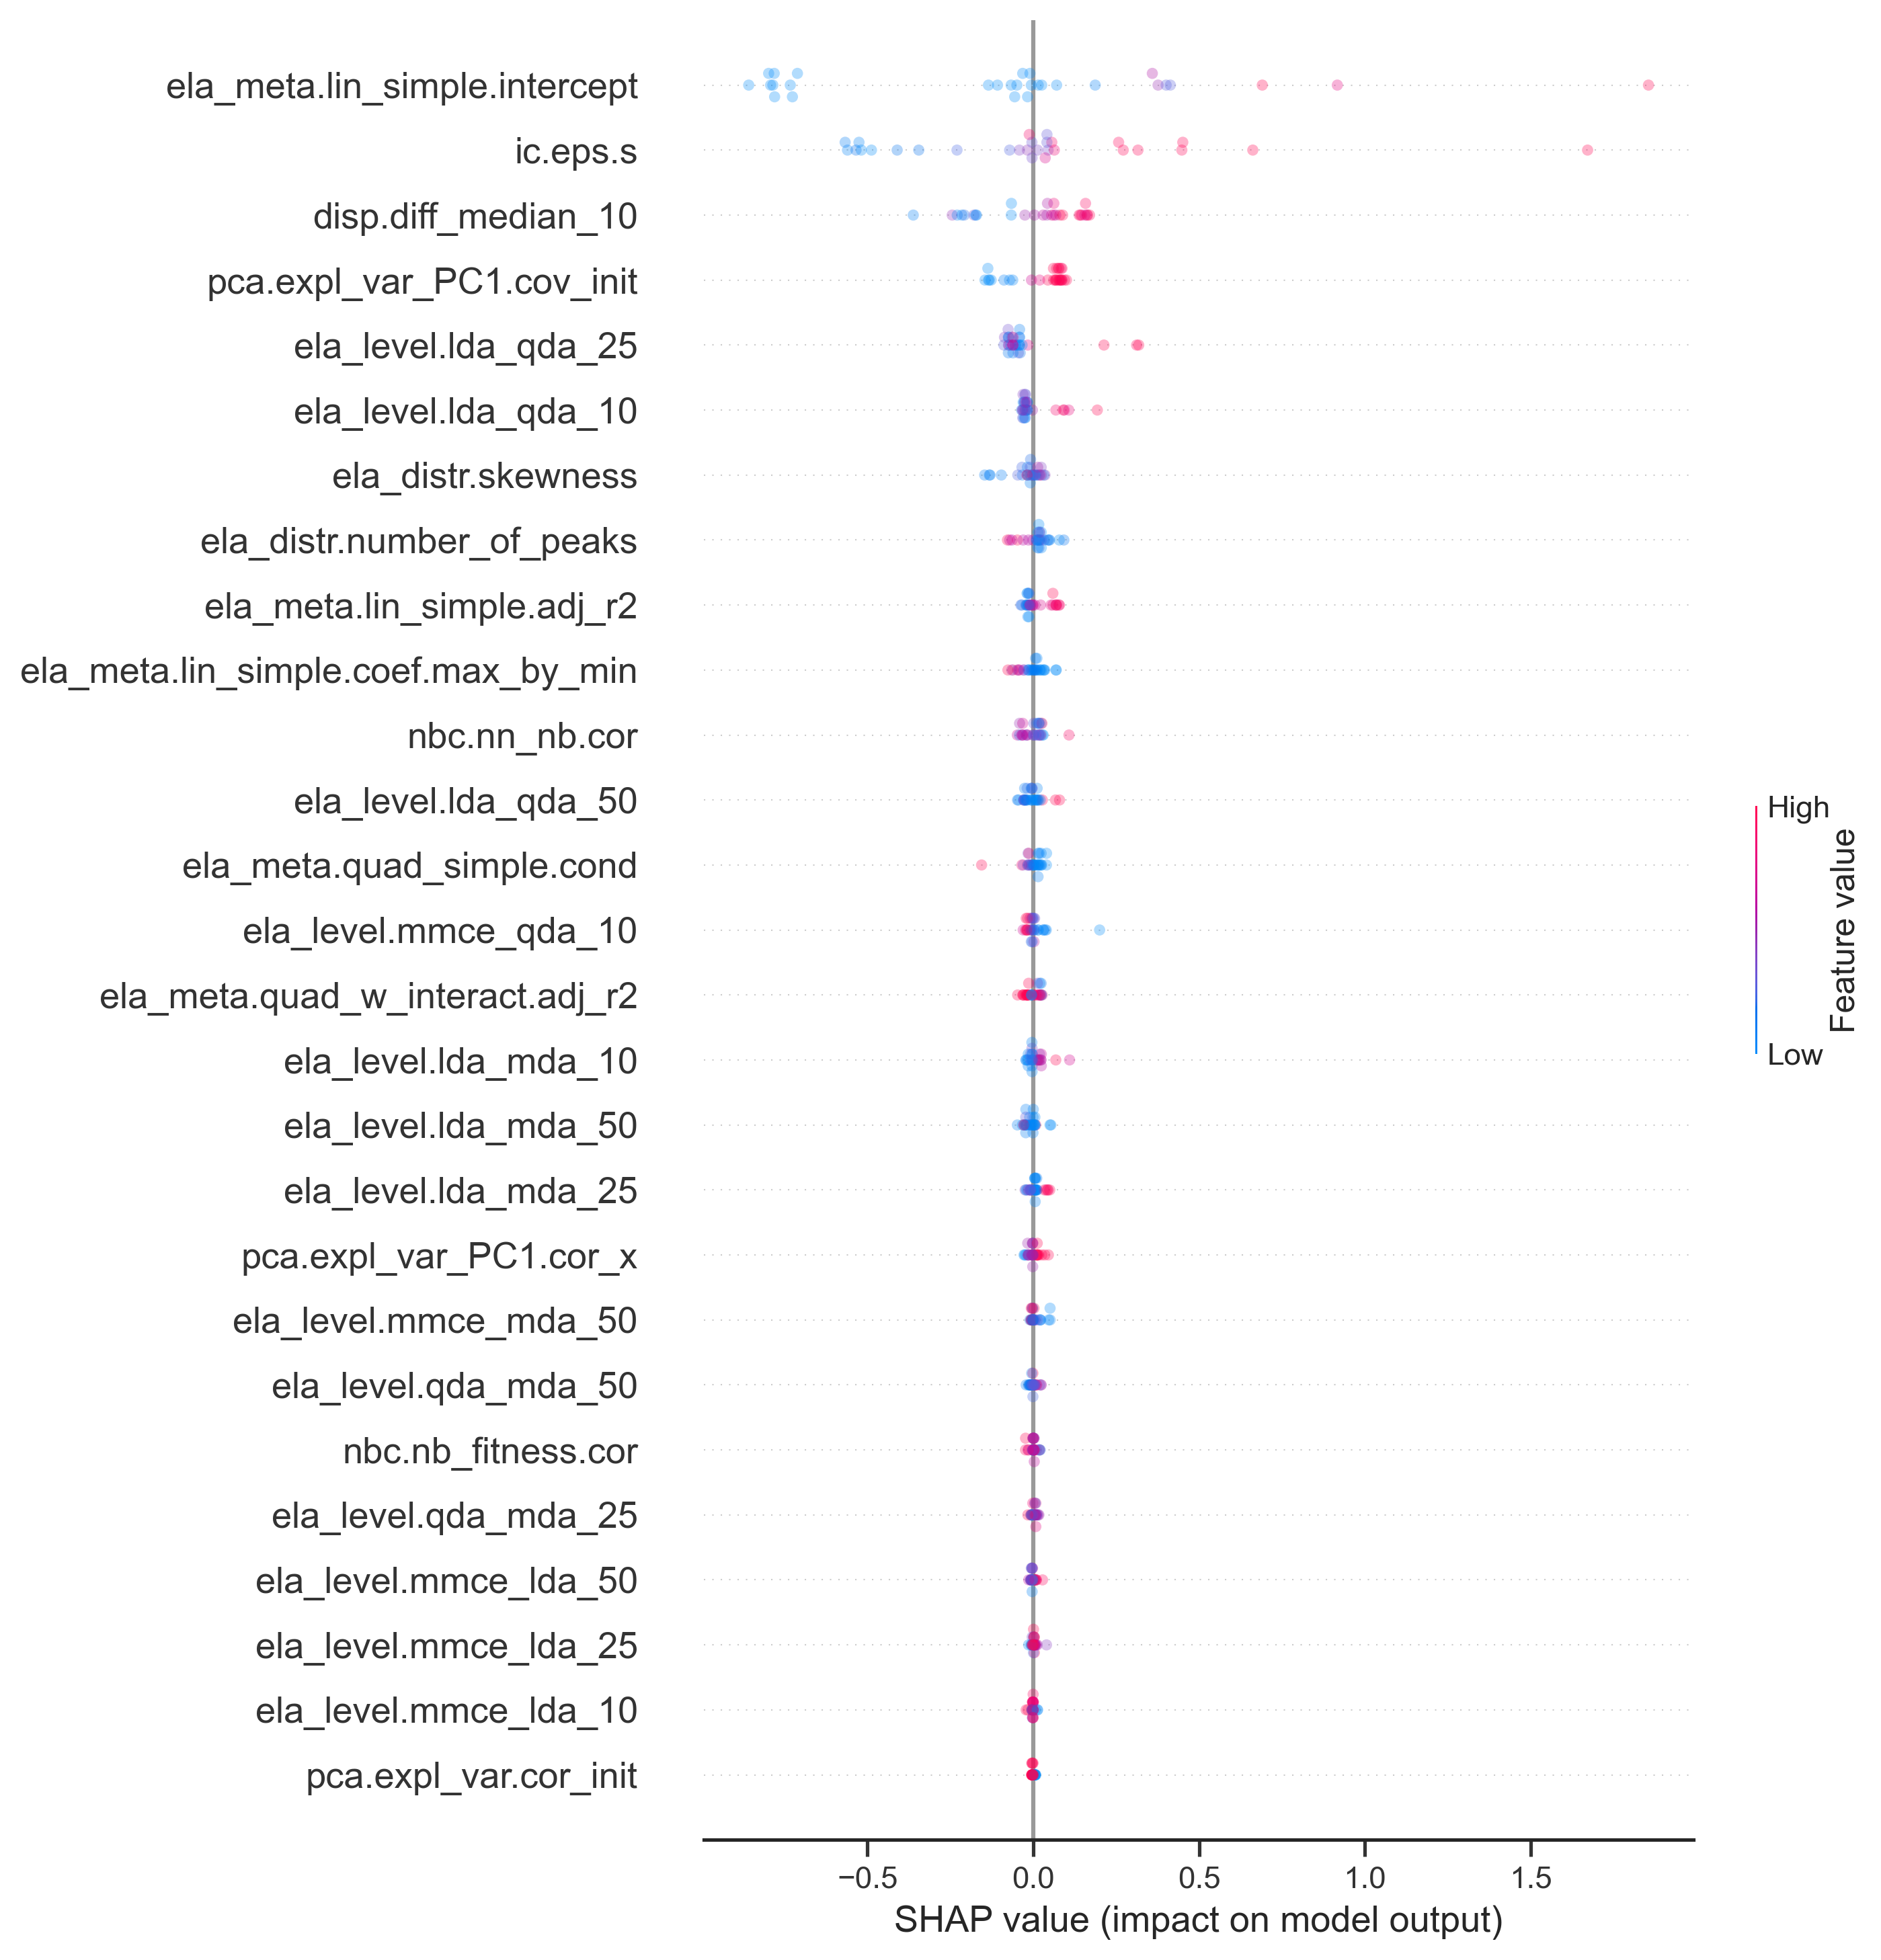 ela_meta.lin_simple.intercept
ic.eps.s
disp.diff_median_10
pca.expl_var_PC1.cov_init
ela_level.lda_qda_25
ela_level.lda_qda_10
ela_distr.skewness
ela_distr.number_of_peaks
ela_meta.lin_simple.adj_r2
ela_meta.lin_simple.coef.max_by_min
nbc.nn_nb.cor
ela_level.lda_qda_50
ela_meta.quad_simple.cond
ela_level.mmce_qda_10
ela_meta.quad_w_interact.adj_r2
ela_level.lda_mda_10
ela_level.lda_mda_50
ela_level.lda_mda_25
pca.expl_var_PC1.cor_x
ela_level.mmce_mda_50
ela_level.qda_mda_50
nbc.nb_fitness.cor
ela_level.qda_mda_25
ela_level.mmce_lda_50
ela_level.mmce_lda_25
ela_level.mmce_lda_10
pca.expl_var.cor_init
−0.5 0.0 0.5 1.0 1.5
SHAP value (impact on model output)
High
Feature value
Low